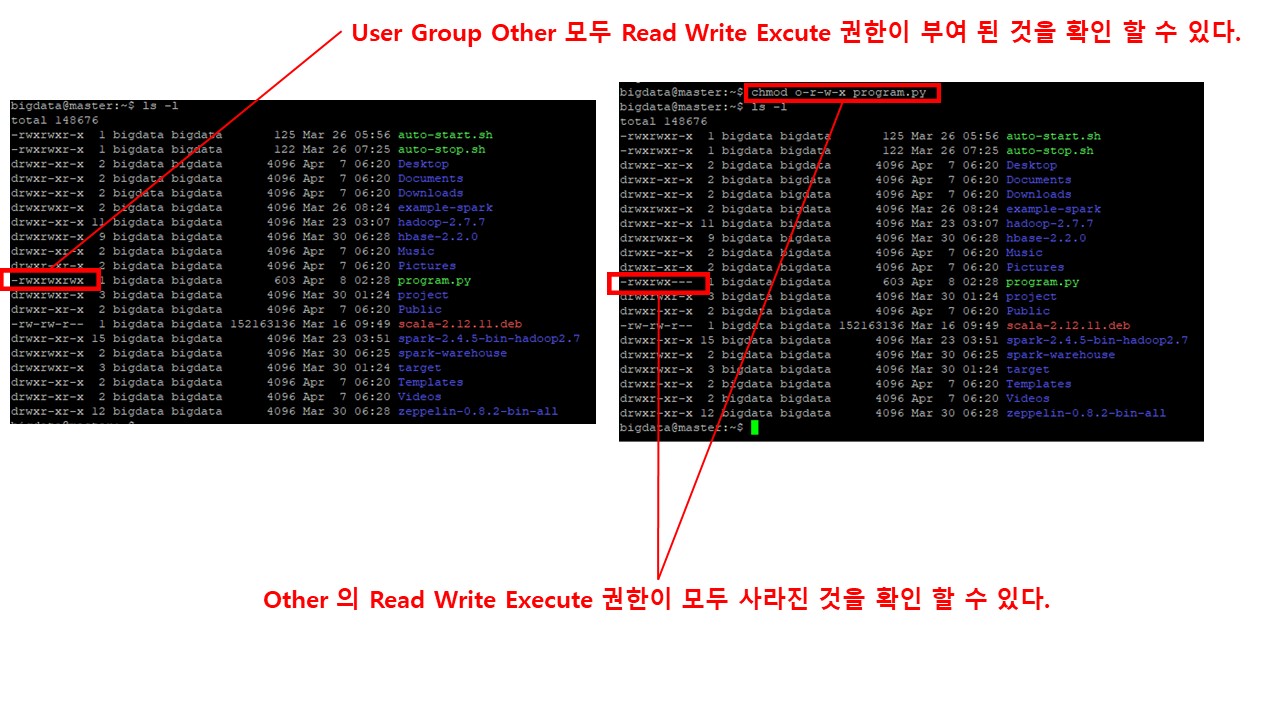 User Group Other 모두 Read Write Excute 권한이 부여 된 것을 확인 할 수 있다.
bigdata@master:~$ ls -l
total 148676
-rwxrwxr-x 1 bigdata bigdata 125 Mar 26 05:56 auto-start.sh
-rwxrwxr-x 1 bigdata bigdata 122 Mar 26 07:25 auto-stop.sh
drwxrwxr-x 2 bigdata bigdata 4096 Apr 7 06:20 Desktop
drwxrwxr-x 2 bigdata bigdata 4096 Apr 7 06:20 Documents
drwxrwxr-x 2 bigdata bigdata 4096 Apr 7 06:20 Downloads
drwxrwxr-x 2 bigdata bigdata 4096 Mar 26 08:24 example-spark
drwxrwxr-x 11 bigdata bigdata 4096 Mar 23 03:07 hadoop-2.7.7
drwxrwxr-x 9 bigdata bigdata 4096 Mar 30 06:28 hbase-2.2.0
drwxr-xr-x 2 bigdata bigdata 4096 Apr 7 06:20 Music
drwxr-xr-x 2 bigdata bigdata 4096 Apr 7 06:20 Pictures
-rwxrwxrwx 1 bigdata bigdata 603 Apr 8 02:28 program.py
drwxrwxr-x 3 bigdata bigdata 4096 Mar 30 01:24 project
drwxr-xr-x 2 bigdata bigdata 4096 Apr 7 06:20 Public
-rw-rw-r-- 1 bigdata bigdata 152163136 Mar 16 09:49 scala-2.12.11.deb
drwxr-xr-x 15 bigdata bigdata 4096 Mar 23 03:51 spark-2.4.5-bin-hadoop2.7
drwxrwxr-x 2 bigdata bigdata 4096 Mar 30 06:25 spark-warehouse
drwxrwxr-x 3 bigdata bigdata 4096 Mar 30 01:24 target
drwxr-xr-x 2 bigdata bigdata 4096 Apr 7 06:20 Templates
drwxr-xr-x 2 bigdata bigdata 4096 Apr 7 06:20 Videos
drwxr-xr-x 12 bigdata bigdata 4096 Mar 30 06:28 zeppelin-0.8.2-bin-all
bigdata@master:~$ chmod o-r-w-x program.py
bigdata@master:~$ ls -l
total 148676
-rwxrwxr-x 1 bigdata bigdata 125 Mar 26 05:56 auto-start.sh
-rwxrwxr-x 1 bigdata bigdata 122 Mar 26 07:25 auto-stop.sh
drwxrwxr-x 2 bigdata bigdata 4096 Apr 7 06:20 Desktop
drwxrwxr-x 2 bigdata bigdata 4096 Apr 7 06:20 Documents
drwxrwxr-x 2 bigdata bigdata 4096 Apr 7 06:20 Downloads
drwxrwxr-x 2 bigdata bigdata 4096 Mar 26 08:24 example-spark
drwxrwxr-x 11 bigdata bigdata 4096 Mar 23 03:07 hadoop-2.7.7
drwxrwxr-x 9 bigdata bigdata 4096 Mar 30 06:28 hbase-2.2.0
drwxr-xr-x 2 bigdata bigdata 4096 Apr 7 06:20 Music
drwxr-xr-x 2 bigdata bigdata 4096 Apr 7 06:20 Pictures
-rwxrwx--- 1 bigdata bigdata 603 Apr 8 02:28 program.py
drwxrwxr-x 3 bigdata bigdata 4096 Mar 30 01:24 project
drwxr-xr-x 2 bigdata bigdata 4096 Apr 7 06:20 Public
-rw-rw-r-- 1 bigdata bigdata 152163136 Mar 16 09:49 scala-2.12.11.deb
drwxr-xr-x 15 bigdata bigdata 4096 Mar 23 03:51 spark-2.4.5-bin-hadoop2.7
drwxrwxr-x 2 bigdata bigdata 4096 Mar 30 06:25 spark-warehouse
drwxrwxr-x 3 bigdata bigdata 4096 Mar 30 01:24 target
drwxr-xr-x 2 bigdata bigdata 4096 Apr 7 06:20 Templates
drwxr-xr-x 2 bigdata bigdata 4096 Apr 7 06:20 Videos
drwxr-xr-x 12 bigdata bigdata 4096 Mar 30 06:28 zeppelin-0.8.2-bin-all
bigdata@master:~$
Other 의 Read Write Execute 권한이 모두 사라진 것을 확인 할 수 있다.